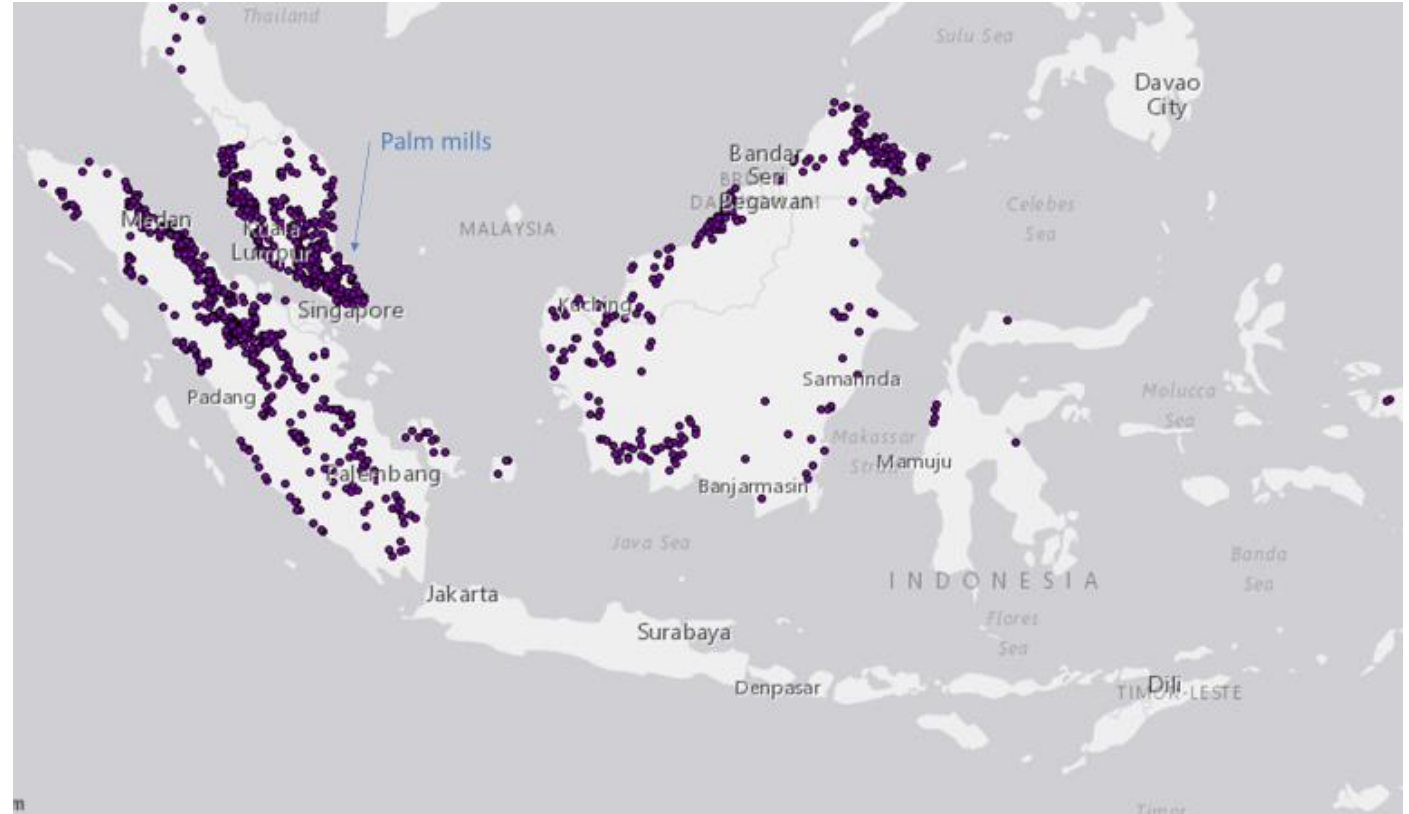 Thailand
Sulu Sea
Davao
City
Palm mills
Bandar
Seri
Begawan
Medan
MALAYSIA
Celebes
Sea
Kuala
Lumpur
Kuching
Singapore
Samarinda
Padang
Molucca
Sea
Makassar
Strait
Mamuju
Palembang
Banjarmasin
Java Sea
Banda
Sea
INDONESIA
Jakarta
Flores
Sea
Surabaya
Denpasar
Dili
TIMOR-LESTE
m
Timor